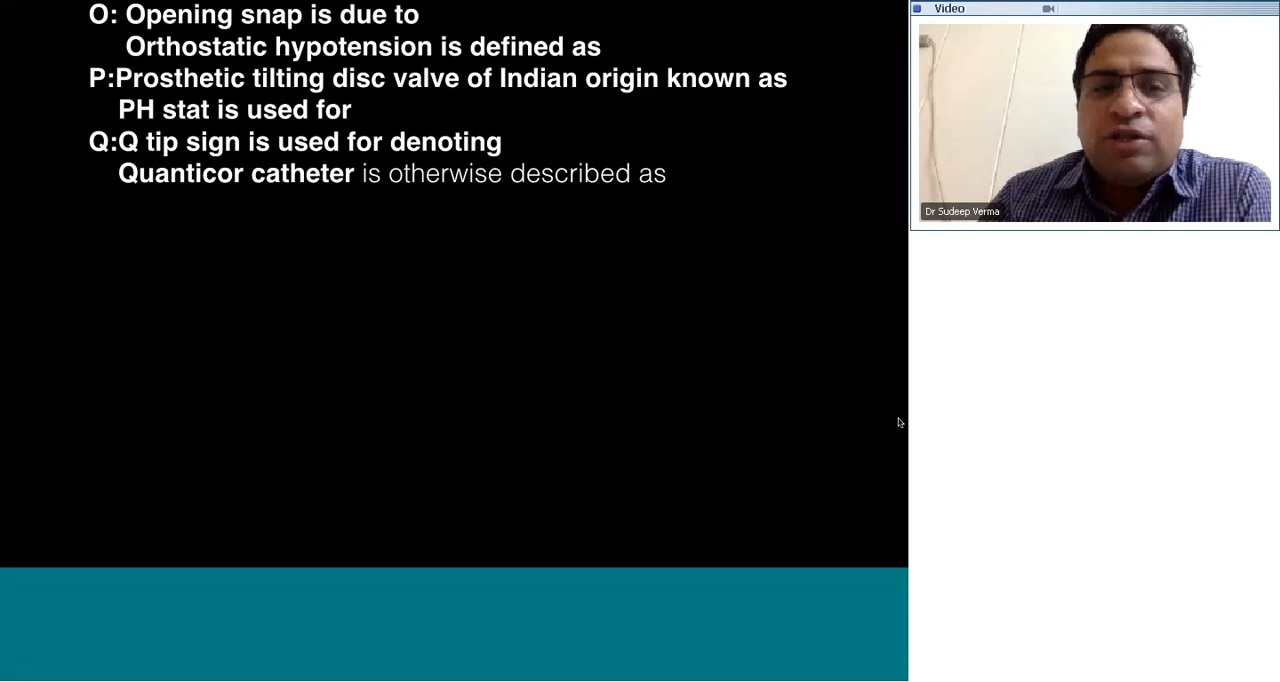 O: Opening snap is due to
Orthostatic hypotension is defined as
P:Prosthetic tilting disc valve of Indian origin known as
PH stat is used for
Q:Q tip sign is used for denoting
Quanticor catheter is otherwise described as
Video
Dr Sudeep Verma